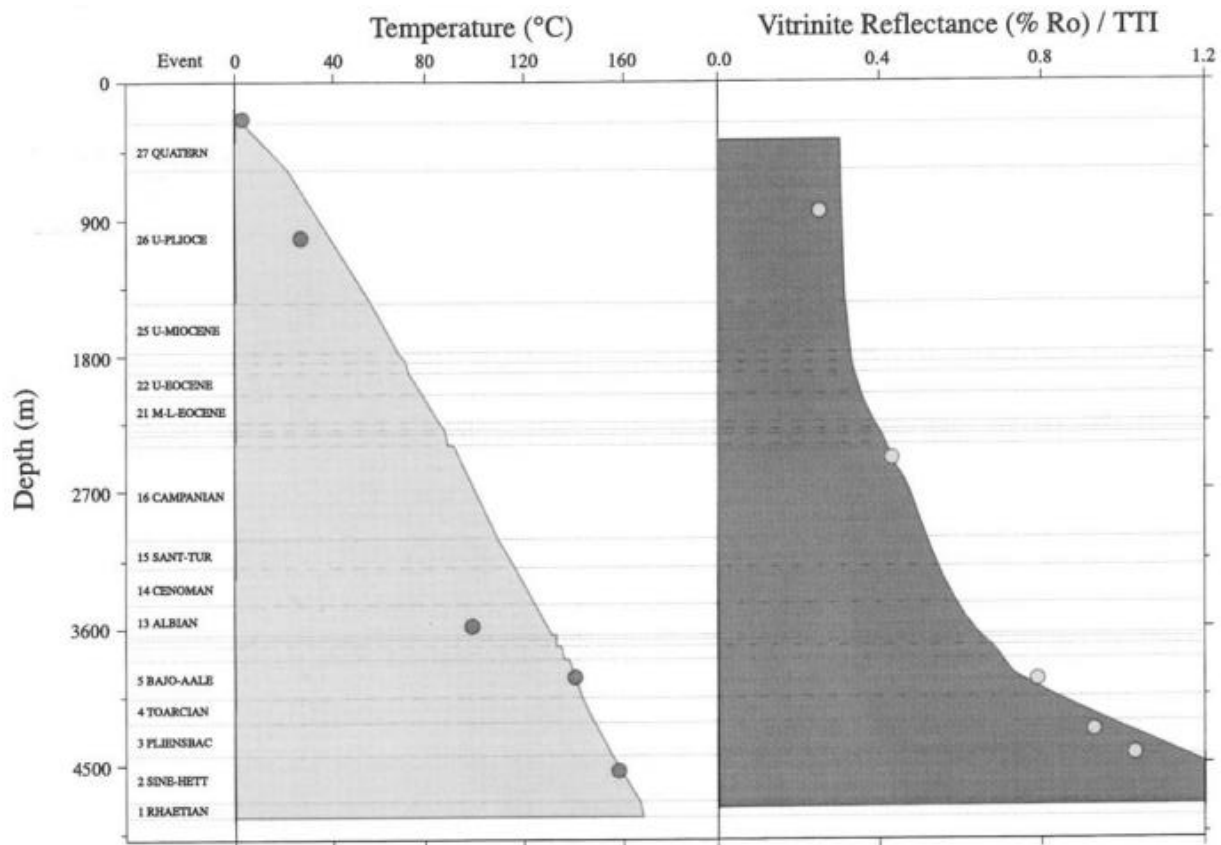 Temperature (°C)
Vitrinite Reflectance (% Ro) / TTI
Event
0 40 80 120 160
0.0 0.4 0.8 1.2
Depth (m)
0
27 QUATERN
900
26 U-PLIOCE
25 U-MIOCENE
1800
22 U-EOCENE
21 M-L-EOCENE
2700
16 CAMPANIAN
15 SANT-TUR
14 CENOMAN
3600
13 ALBIAN
5 BAJO-AALE
4 TOARCIAN
3 PLIENSBAC
4500
2 SINE-HETT
1 RHAETIAN